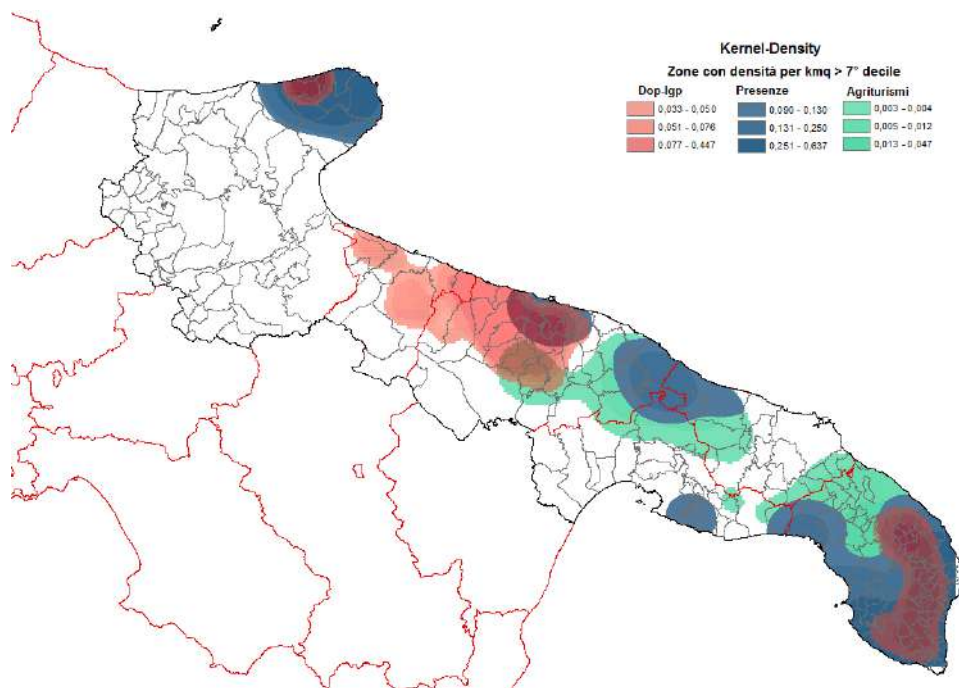 Kernel-Density
Zone con densità per kmq > 7° decile
Dop-Igp Presenze Agriturismi
0,033 - 0,050 0,090 - 0,130 0,003 - 0,004
0,051 - 0,076 0,131 - 0,250 0,005 - 0,012
0,077 - 0,447 0,251 - 0,637 0,013 - 0,047